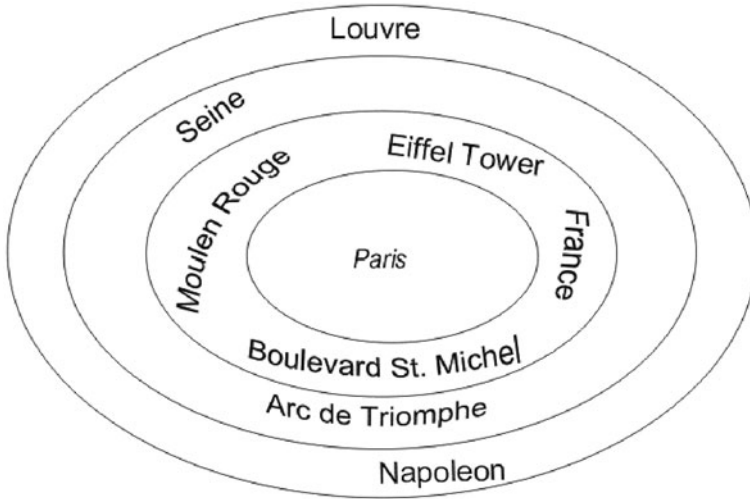 Louvre
Seine
Eiffel Tower
Moulen Rouge
France
Paris
Boulevard St. Michel
Arc de Triomphe
Napoleon